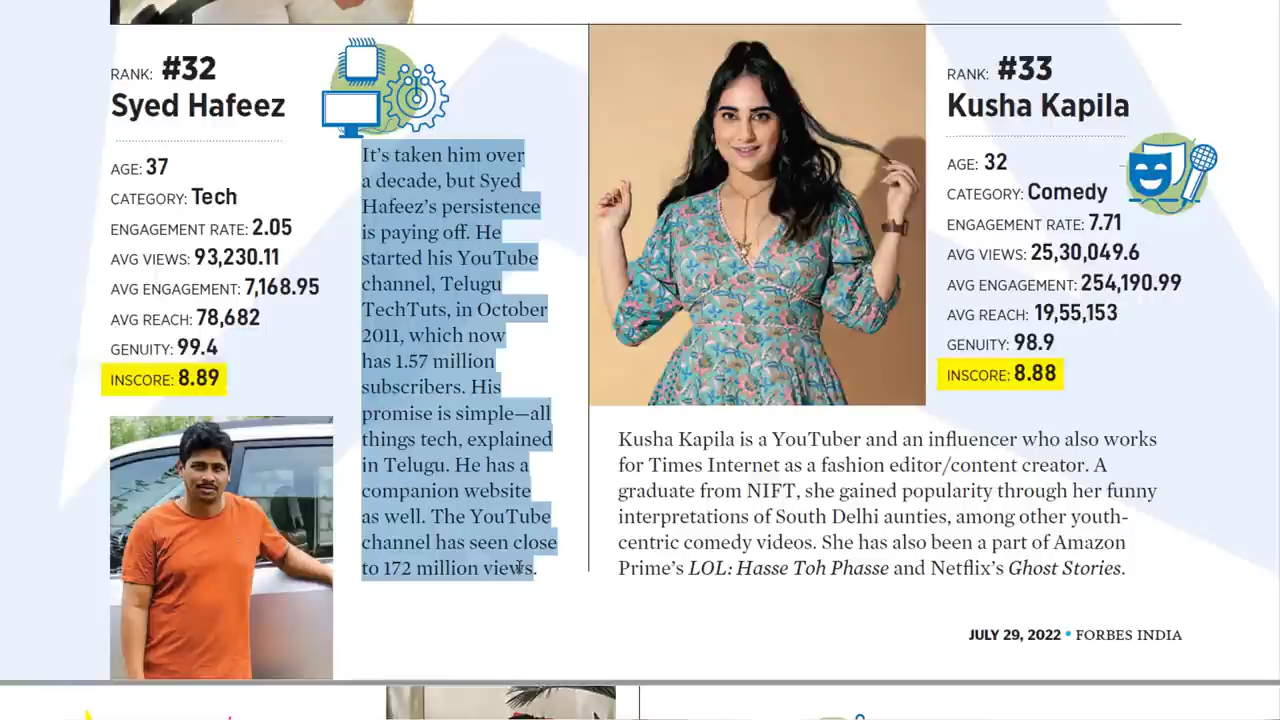 RANK: #32
Syed Hafeez
AGE: 37
CATEGORY: Tech
ENGAGEMENT RATE: 2.05
AVG VIEWS: 93,230.11
AVG ENGAGEMENT: 7,168.95
AVG REACH: 78,682
GENUITY: 99.4
INSCORE: 8.89
It’s taken him over
a decade, but Syed
Hafeez’s persistence
is paying off. He
started his YouTube
channel, Telugu
TechTuts, in October
2011, which now
has 1.57 million
subscribers. His
promise is simple—all
things tech, explained
in Telugu. He has a
companion website
as well. The YouTube
channel has seen close
to 172 million views.
RANK: #33
Kusha Kapila
AGE: 32
CATEGORY: Comedy
ENGAGEMENT RATE: 7.71
AVG VIEWS: 25,30,049.6
AVG ENGAGEMENT: 254,190.99
AVG REACH: 19,55,153
GENUITY: 98.9
INSCORE: 8.88
Kusha Kapila is a YouTuber and an influencer who also works
for Times Internet as a fashion editor/content creator. A
graduate from NIFT, she gained popularity through her funny
interpretations of South Delhi aunties, among other youth-
centric comedy videos. She has also been a part of Amazon
Prime’s LOL: Hasse Toh Phasse and Netflix’s Ghost Stories.
JULY 29, 2022 • FORBES INDIA